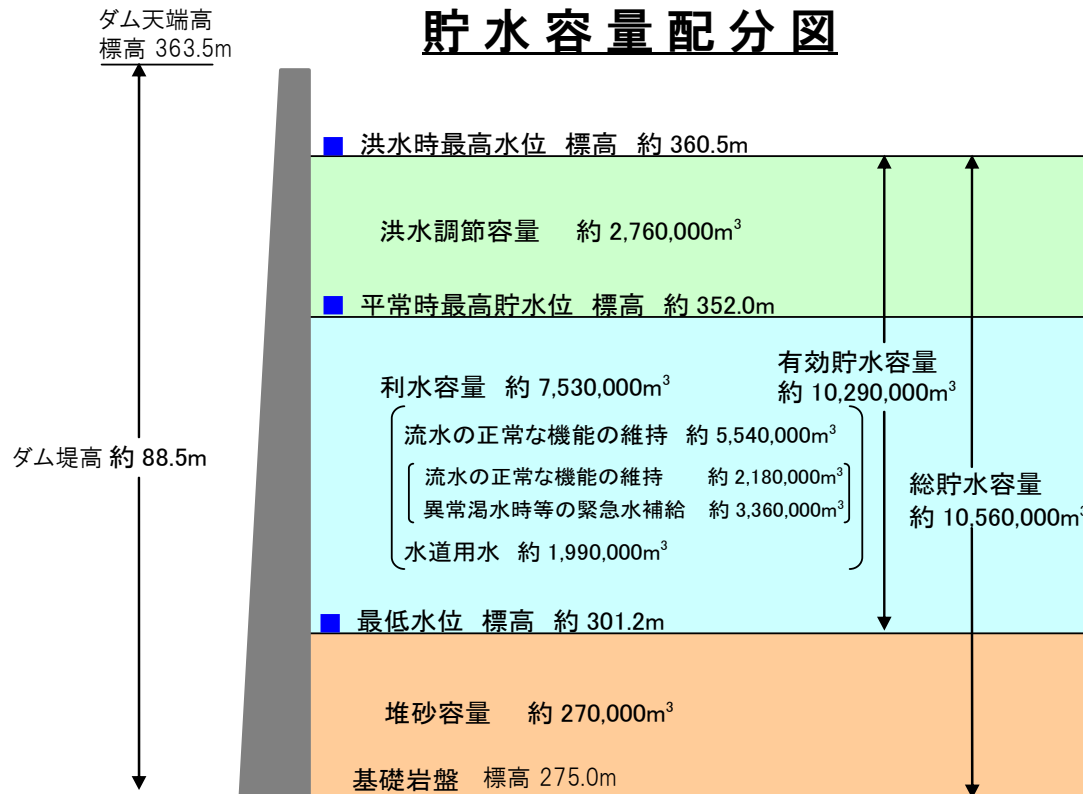 貯水容量配分図
ダム天端高
標高 363.5m
■ 洪水時最高水位 標高 約 360.5m
洪水調節容量 約 2,760,000m³
■ 平常時最高貯水位 標高 約 352.0m
有効貯水容量
約 10,290,000m³
利水容量 約 7,530,000m³
流水の正常な機能の維持 約 5,540,000m³
流水の正常な機能の維持 約 2,180,000m³
異常渇水時等の緊急水補給 約 3,360,000m³
水道用水 約 1,990,000m³
ダム堤高 約 88.5m
総貯水容量
約 10,560,000m³
■ 最低水位 標高 約 301.2m
堆砂容量 約 270,000m³
基礎岩盤 標高 275.0m